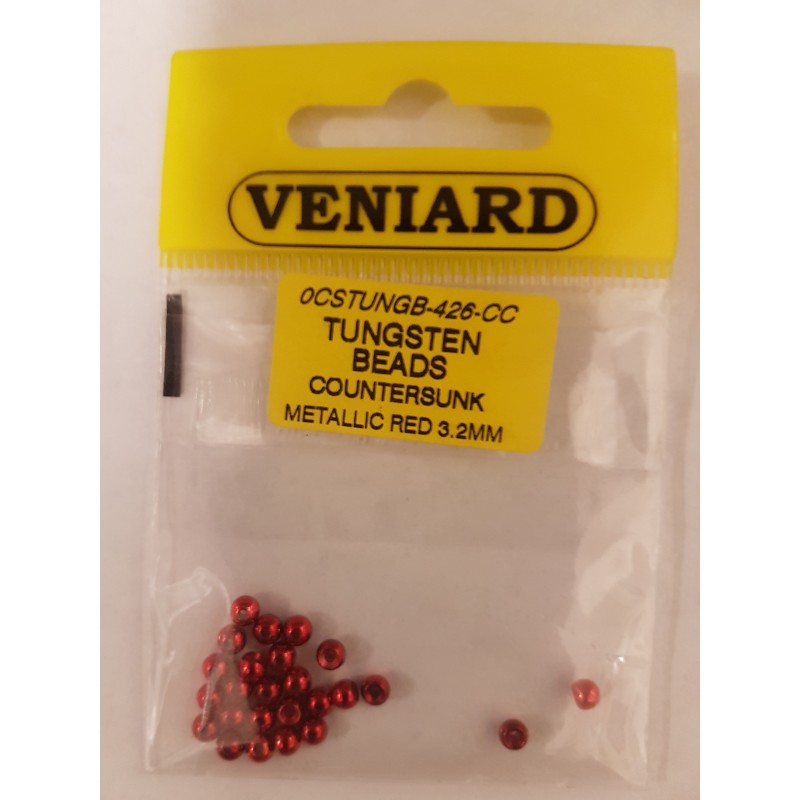 VENIARD
0CSTUNGB-426-CC
TUNGSTEN
BEADS
COUNTERSUNK
METALLIC RED 3.2MM